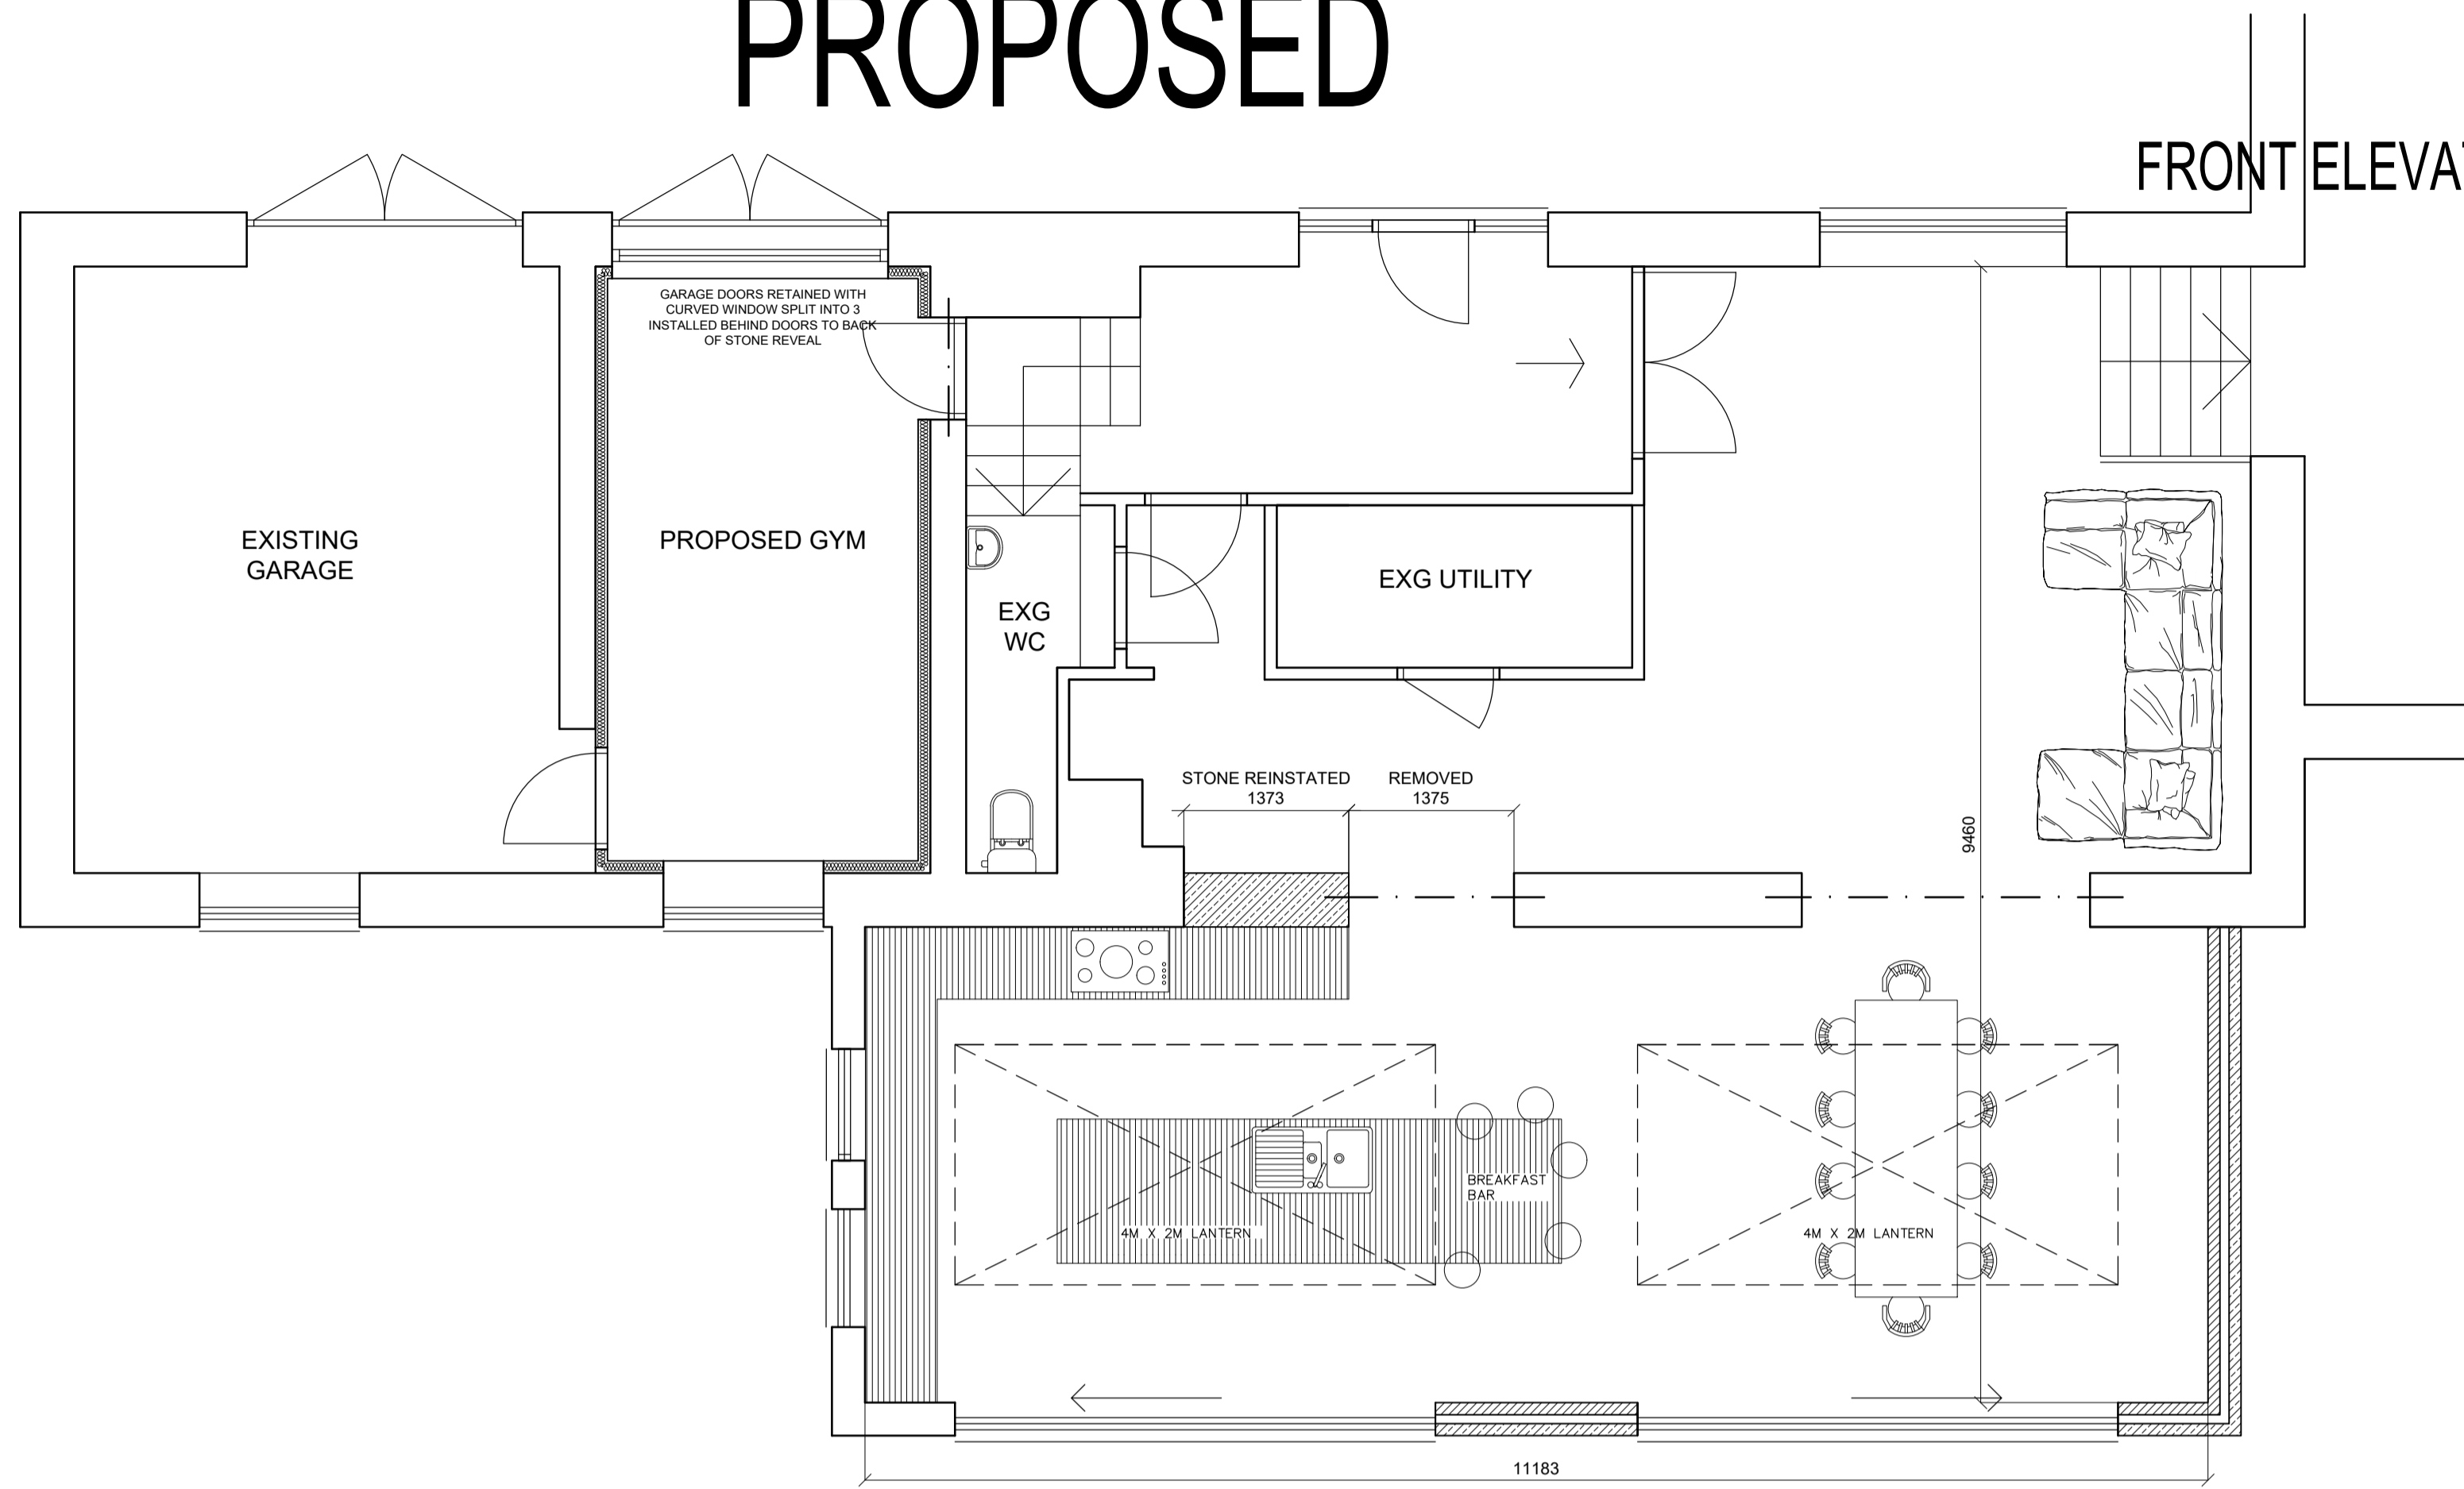 PROPOSED
FRONT ELEVAT
GARAGE DOORS RETAINED WITH
CURVED WINDOW SPLIT INTO 3
INSTALLED BEHIND DOORS TO BACK
OF STONE REVEAL
EXISTING
GARAGE
PROPOSED GYM
EXG
WC
EXG UTILITY
STONE REINSTATED
1373
REMOVED
1375
9460
BREAKFAST
BAR
4M X 2M LANTERN
4M X 2M LANTERN
11183